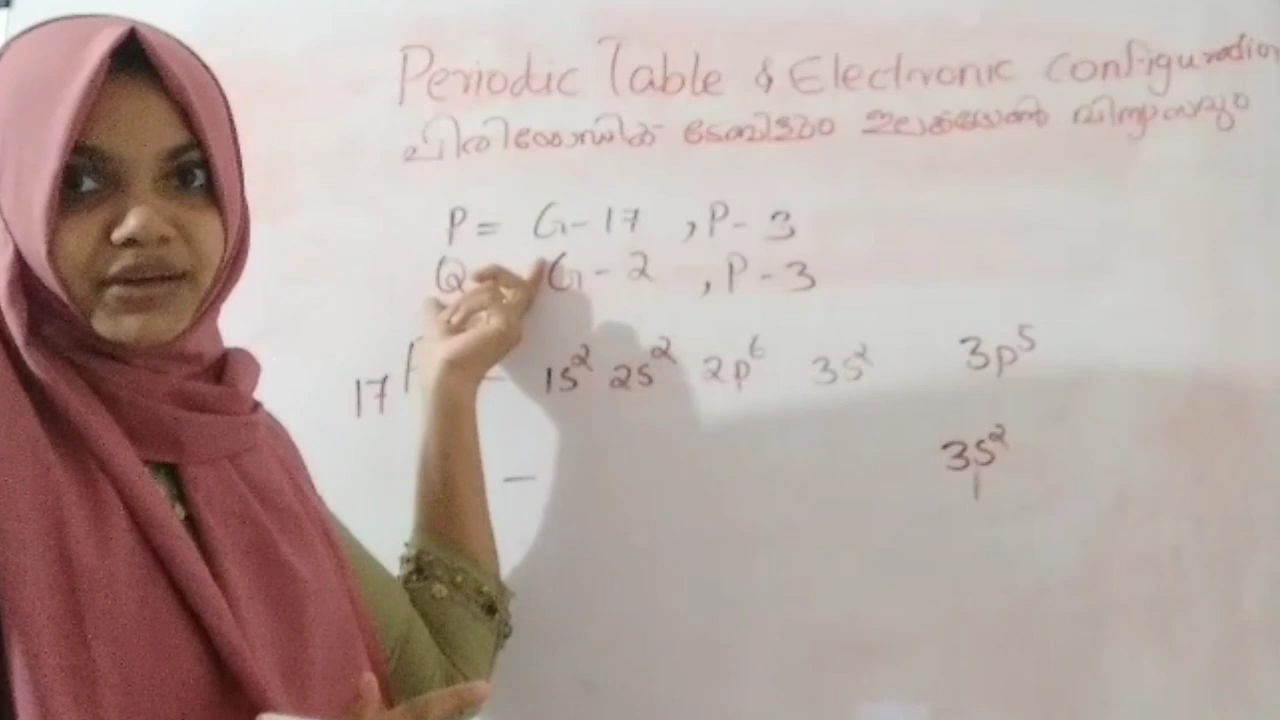 Periodic Table & Electronic Configuration
പിരിയോഡിക് ടേബിളും ഇലക്ട്രോൺ വിന്യാസവും
P = G-17 , P-3
Q G-2 , P-3
17 1s² 2s² 2p⁶ 3s² 3p⁵
- 3s²